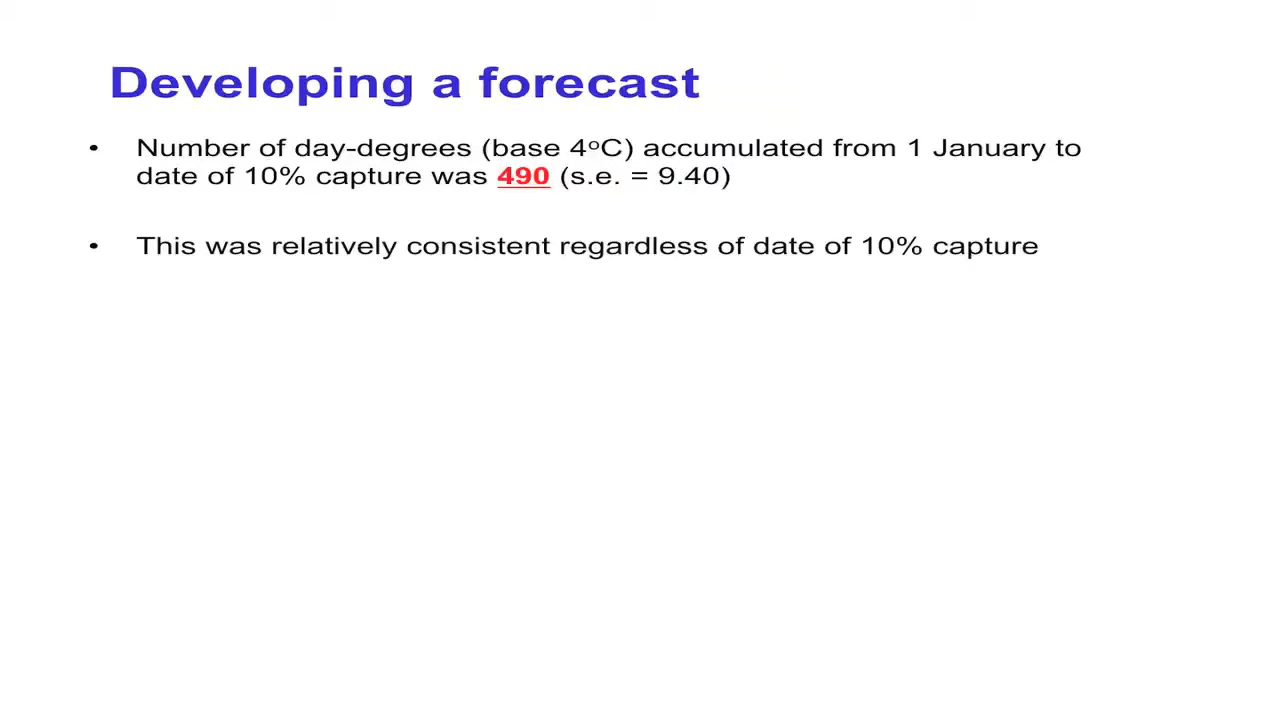 Developing a forecast
• Number of day-degrees (base 4ºC) accumulated from 1 January to
date of 10% capture was 490 (s.e. = 9.40)
• This was relatively consistent regardless of date of 10% capture